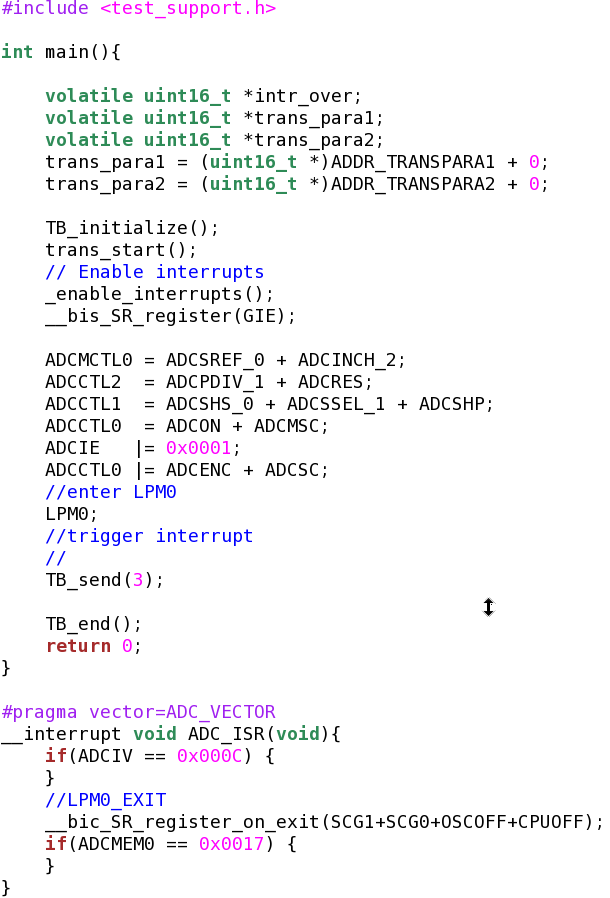 #include <test_support.h>
int main(){
volatile uint16_t *intr_over;
volatile uint16_t *trans_para1;
volatile uint16_t *trans_para2;
trans_para1 = (uint16_t *)ADDR_TRANSPARA1 + 0;
trans_para2 = (uint16_t *)ADDR_TRANSPARA2 + 0;
TB_initialize();
trans_start();
// Enable interrupts
_enable_interrupts();
__bis_SR_register(GIE);
ADCMCTL0 = ADCSREF_0 + ADCINCH_2;
ADCCTL2  = ADCPDIV_1 + ADCRES;
ADCCTL1  = ADCSHS_0 + ADCSSEL_1 + ADCSHP;
ADCCTL0  = ADCON + ADCMSC;
ADCIE   |= 0x0001;
ADCCTL0 |= ADCENC + ADCSC;
//enter LPM0
LPM0;
//trigger interrupt
//
TB_send(3);
TB_end();
return 0;
}
#pragma vector=ADC_VECTOR
__interrupt void ADC_ISR(void){
if(ADCIV == 0x000C) {
}
//LPM0_EXIT
__bic_SR_register_on_exit(SCG1+SCG0+OSCOFF+CPUOFF);
if(ADCMEM0 == 0x0017) {
}
}